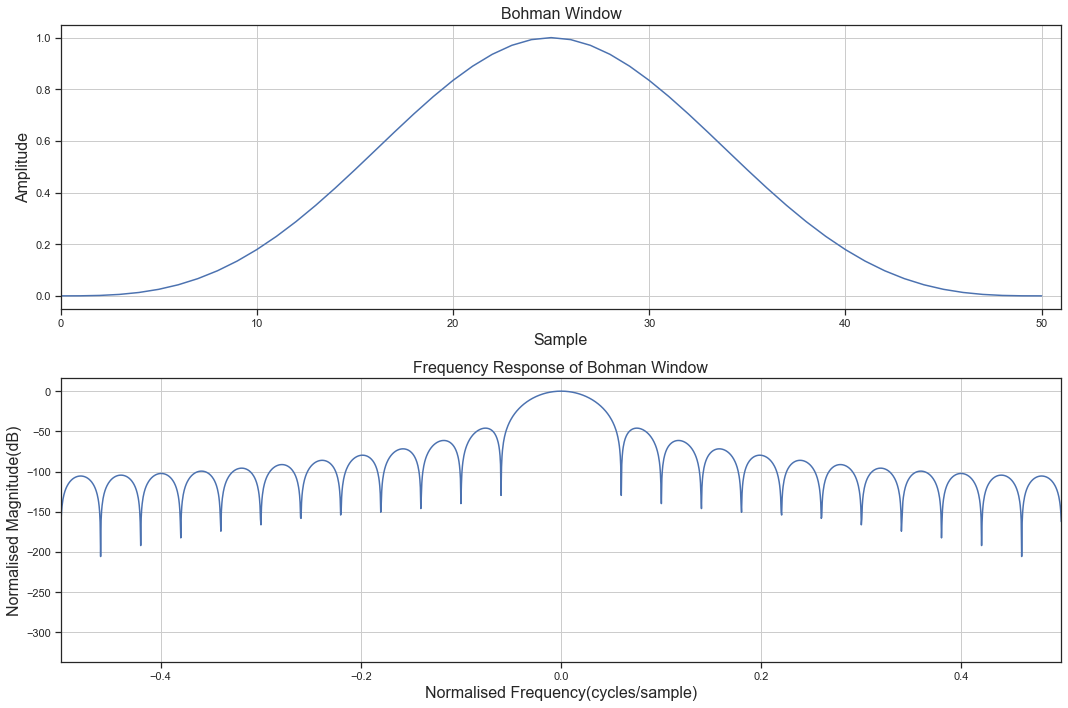 Bohman Window
1.0
0.8
0.6
0.4
0.2
0.0
Amplitude
0 10 20 30 40 50
Sample
Frequency Response of Bohman Window
0
−50
−100
−150
−200
−250
−300
Normalised Magnitude(dB)
−0.4 −0.2 0.0 0.2 0.4
Normalised Frequency(cycles/sample)